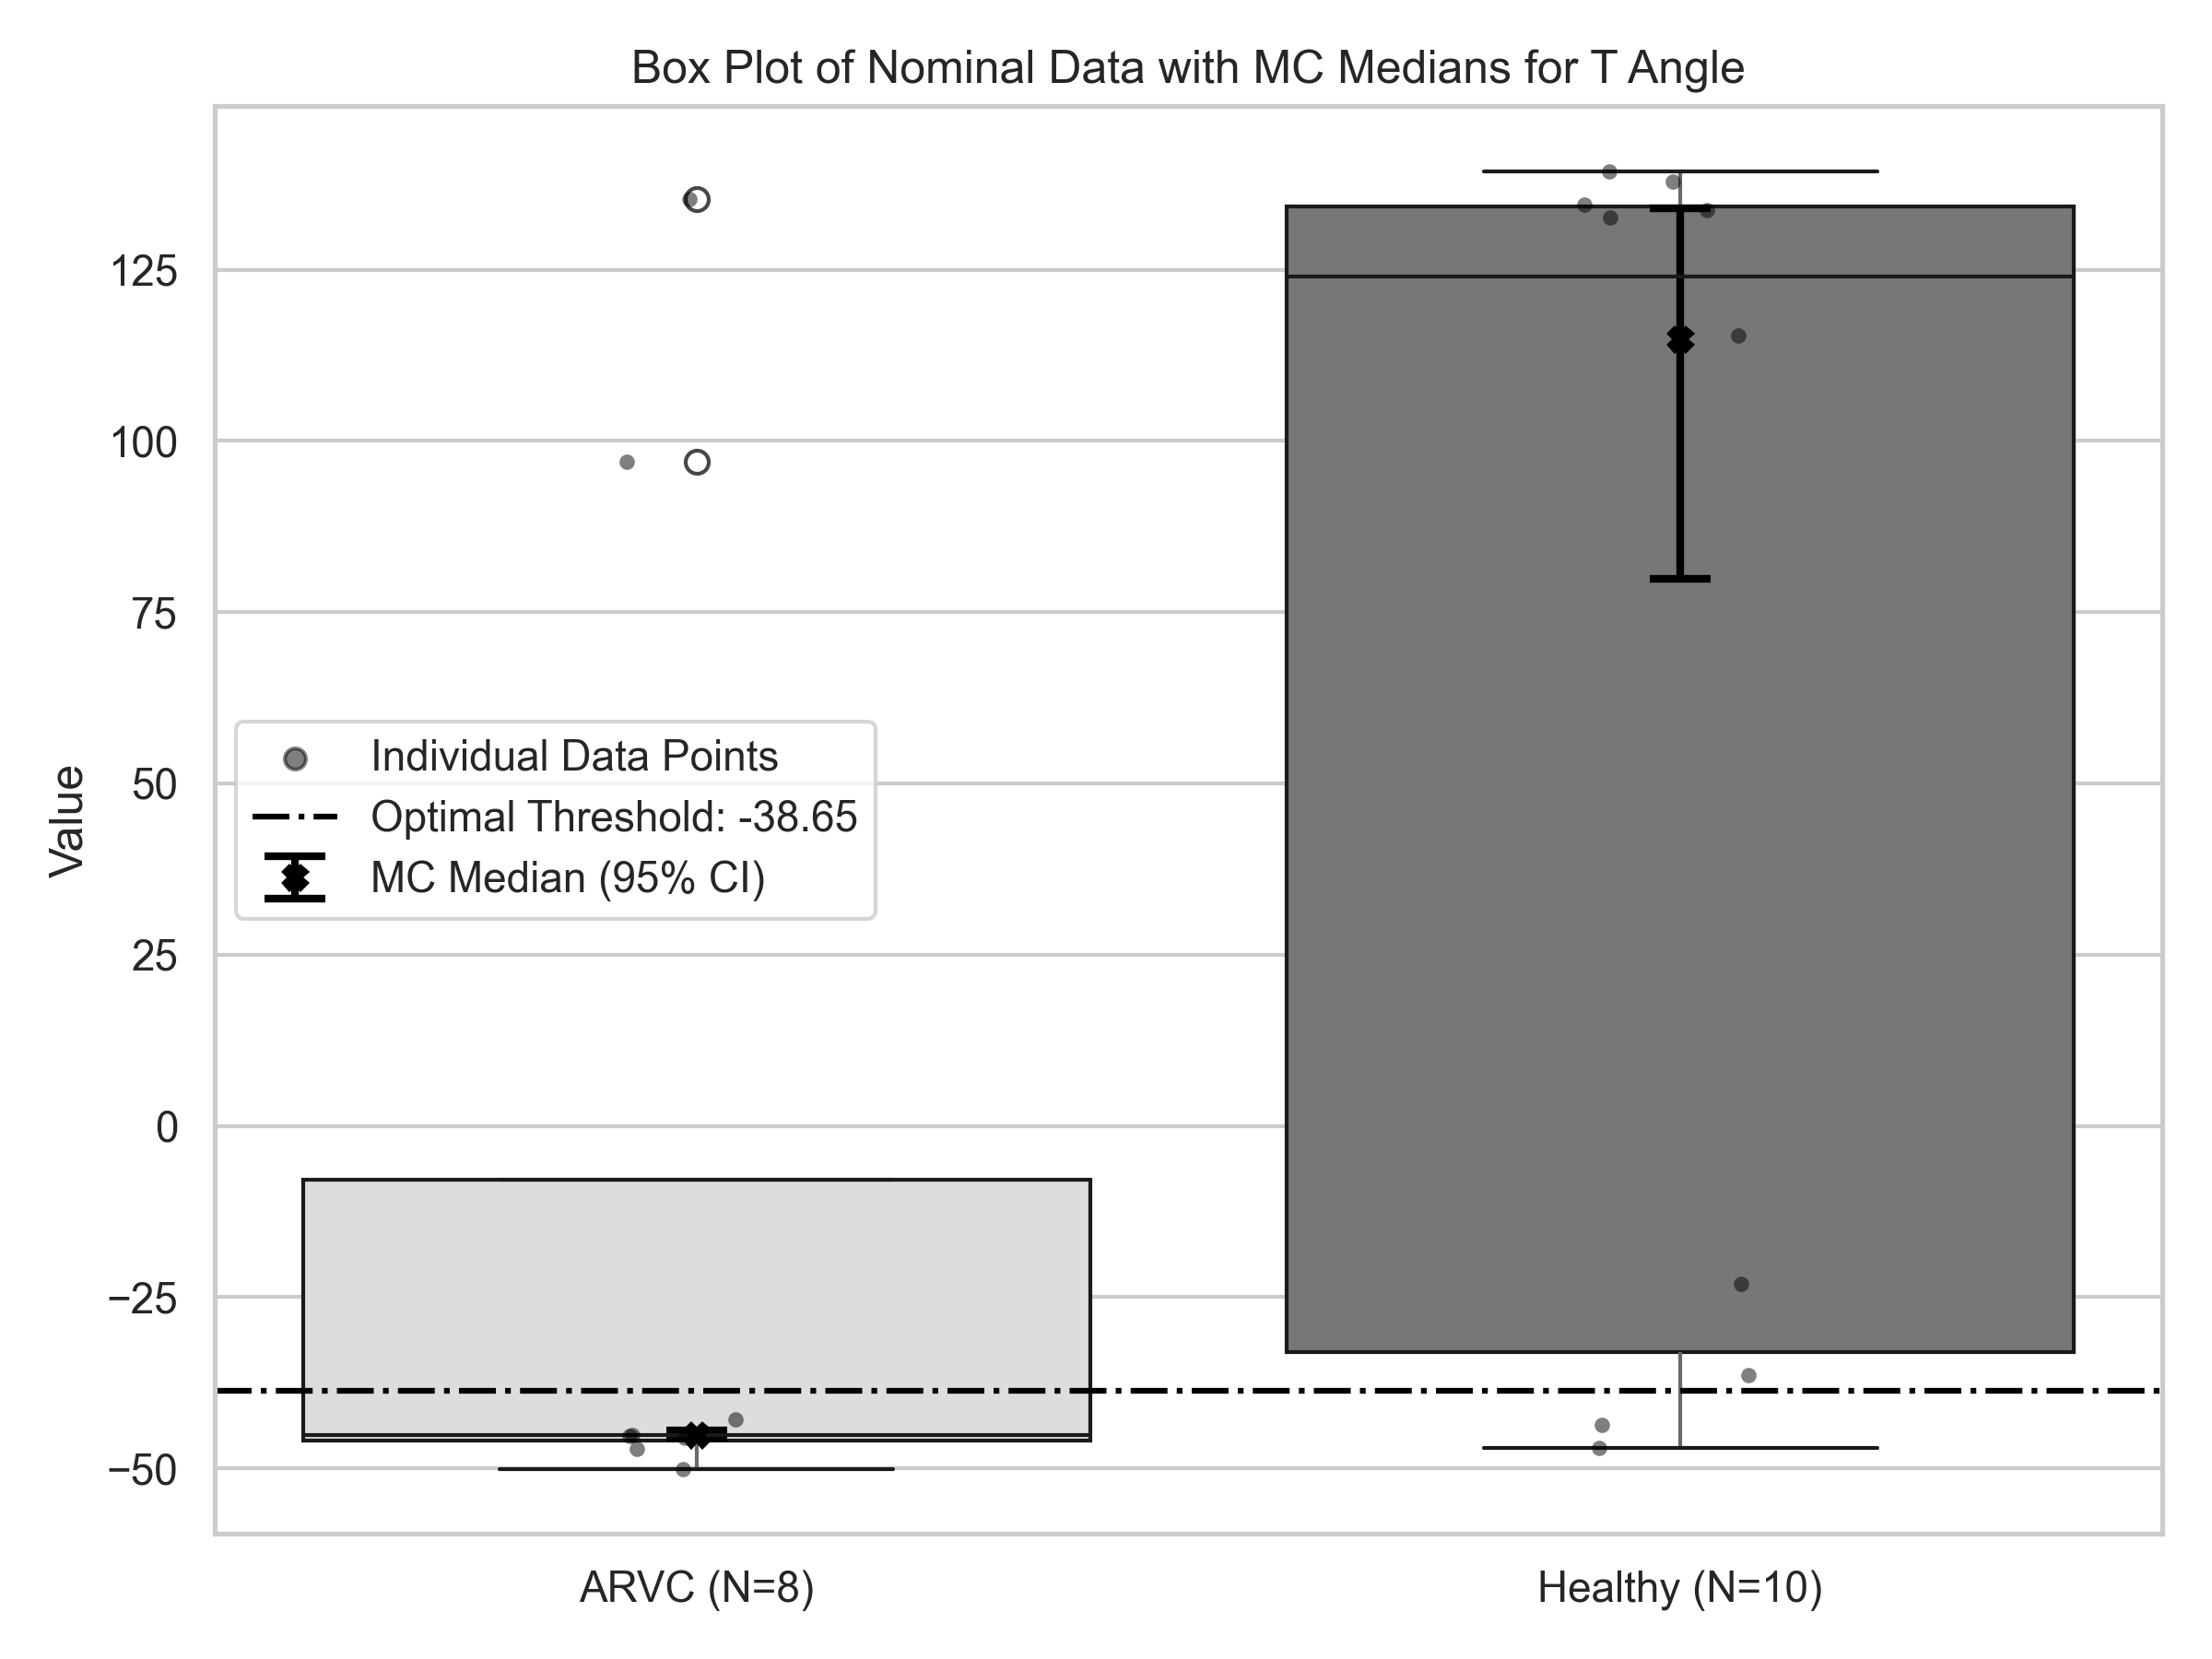 Box Plot of Nominal Data with MC Medians for T Angle
Value
125
100
75
50
25
0
−25
−50
Individual Data Points
Optimal Threshold: -38.65
MC Median (95% CI)
ARVC (N=8)
Healthy (N=10)